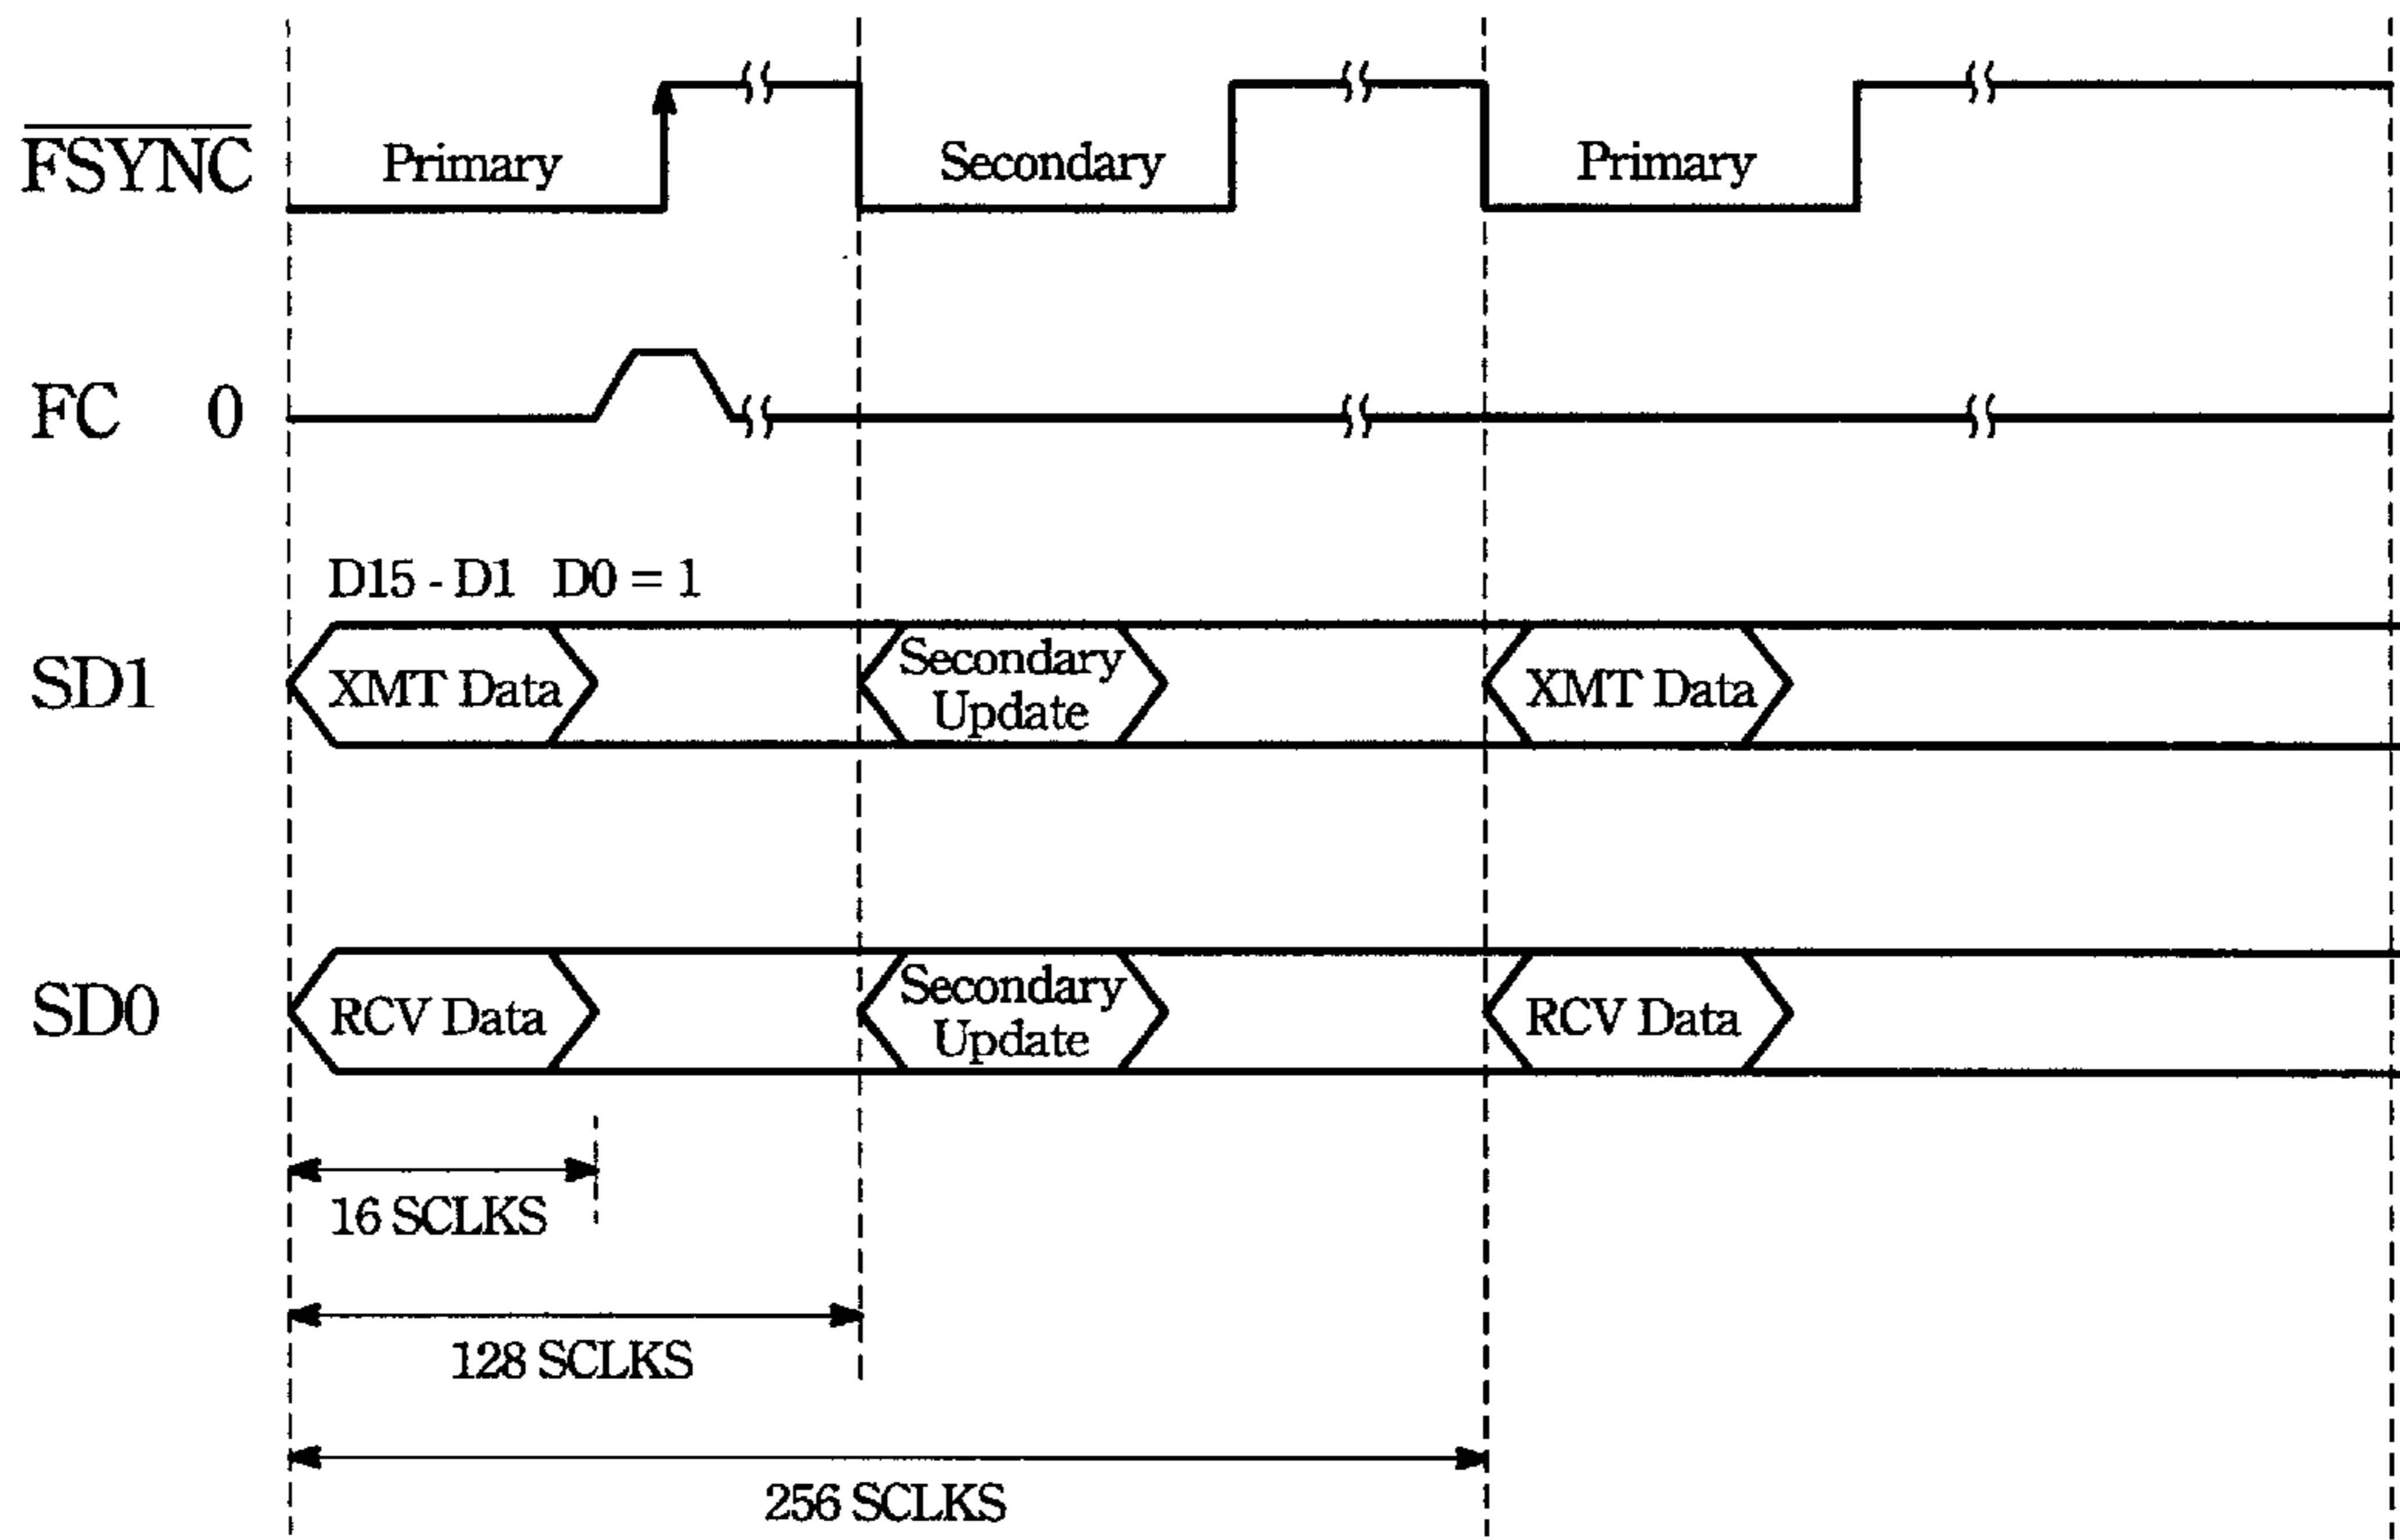 FSYNC
Primary
Secondary
Primary
FC 0
D15 - D1 D0 = 1
SD1
XMT Data
Secondary
Update
XMT Data
SD0
RCV Data
Secondary
Update
RCV Data
16 SCLKS
128 SCLKS
256 SCLKS